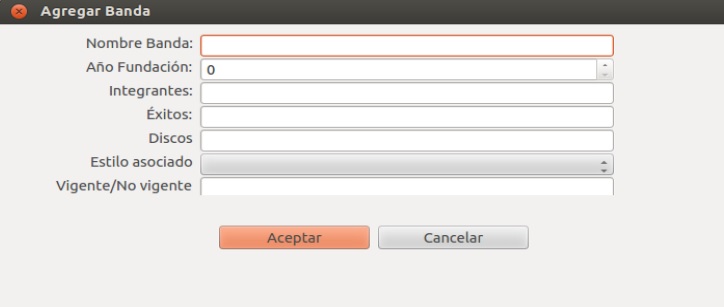 Agregar Banda
Nombre Banda:
Año Fundación: 0
Integrantes:
Éxitos:
Discos
Estilo asociado
Vigente/No vigente
Aceptar Cancelar